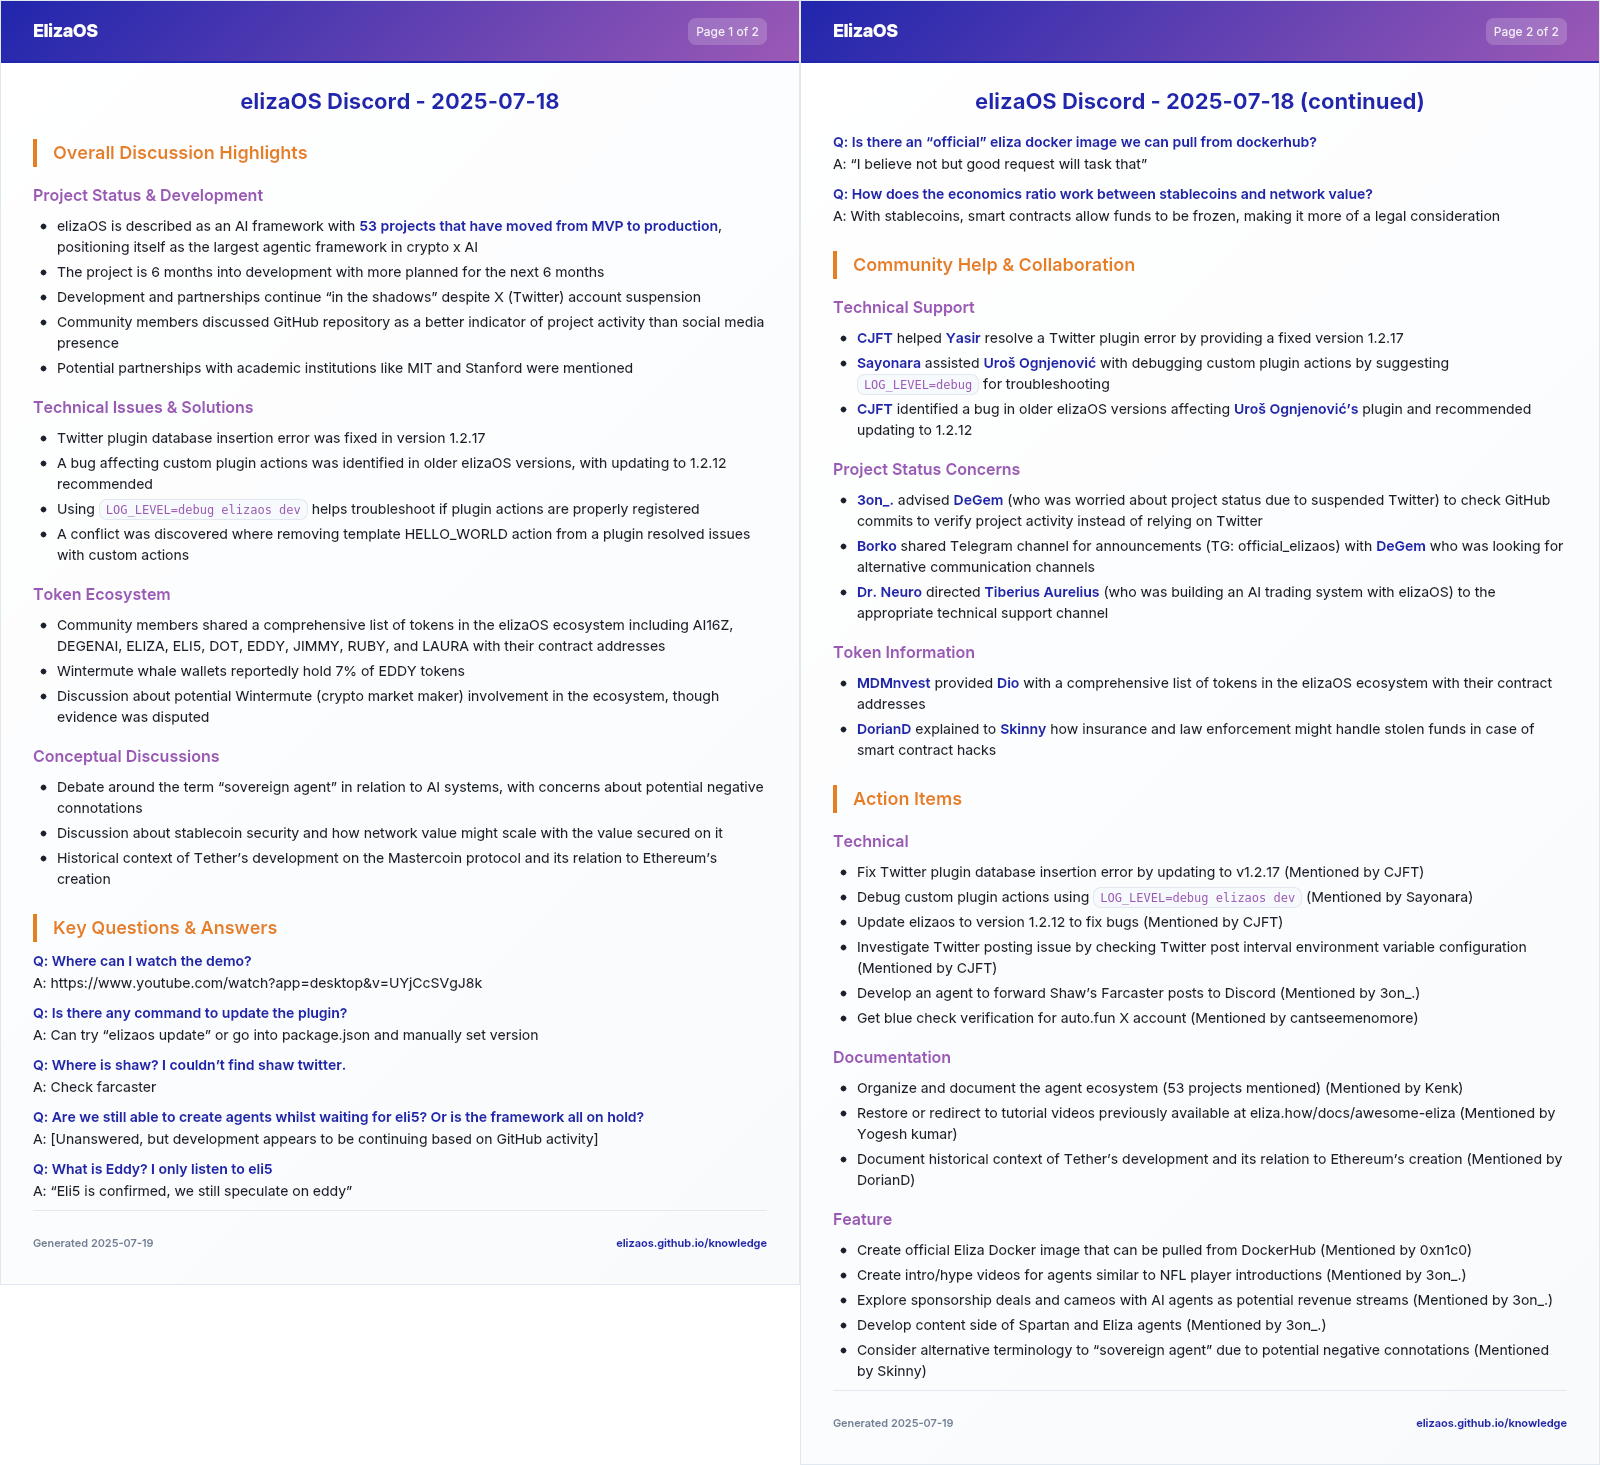 ElizaOS
Page 1 of 2
elizaOS Discord - 2025-07-18
Overall Discussion Highlights
Project Status & Development
elizaOS is described as an AI framework with 53 projects that have moved from MVP to production,
positioning itself as the largest agentic framework in crypto x AI
The project is 6 months into development with more planned for the next 6 months
Development and partnerships continue “in the shadows” despite X (Twitter) account suspension
Community members discussed GitHub repository as a better indicator of project activity than social media
presence
Potential partnerships with academic institutions like MIT and Stanford were mentioned
Technical Issues & Solutions
Twitter plugin database insertion error was fixed in version 1.2.17
A bug affecting custom plugin actions was identified in older elizaOS versions, with updating to 1.2.12
recommended
Using LOG_LEVEL=debug elizaos dev helps troubleshoot if plugin actions are properly registered
A conflict was discovered where removing template HELLO_WORLD action from a plugin resolved issues
with custom actions
Token Ecosystem
Community members shared a comprehensive list of tokens in the elizaOS ecosystem including AI16Z,
DEGENAI, ELIZA, ELI5, DOT, EDDY, JIMMY, RUBY, and LAURA with their contract addresses
Wintermute whale wallets reportedly hold 7% of EDDY tokens
Discussion about potential Wintermute (crypto market maker) involvement in the ecosystem, though
evidence was disputed
Conceptual Discussions
Debate around the term “sovereign agent” in relation to AI systems, with concerns about potential negative
connotations
Discussion about stablecoin security and how network value might scale with the value secured on it
Historical context of Tether’s development on the Mastercoin protocol and its relation to Ethereum’s
creation
Key Questions & Answers
Q: Where can I watch the demo?
A: https://www.youtube.com/watch?app=desktop&v=UYjCcSVgJ8k
Q: Is there any command to update the plugin?
A: Can try “elizaos update” or go into package.json and manually set version
Q: Where is shaw? I couldn’t find shaw twitter.
A: Check farcaster
Q: Are we still able to create agents whilst waiting for eli5? Or is the framework all on hold?
A: [Unanswered, but development appears to be continuing based on GitHub activity]
Q: What is Eddy? I only listen to eli5
A: “Eli5 is confirmed, we still speculate on eddy”
Generated 2025-07-19
elizaos.github.io/knowledge
ElizaOS
Page 2 of 2
elizaOS Discord - 2025-07-18 (continued)
Q: Is there an “official” eliza docker image we can pull from dockerhub?
A: “I believe not but good request will task that”
Q: How does the economics ratio work between stablecoins and network value?
A: With stablecoins, smart contracts allow funds to be frozen, making it more of a legal consideration
Community Help & Collaboration
Technical Support
CJFT helped Yasir resolve a Twitter plugin error by providing a fixed version 1.2.17
Sayonara assisted Uroš Ognjenović with debugging custom plugin actions by suggesting
LOG_LEVEL=debug for troubleshooting
CJFT identified a bug in older elizaOS versions affecting Uroš Ognjenović’s plugin and recommended
updating to 1.2.12
Project Status Concerns
3on_. advised DeGem (who was worried about project status due to suspended Twitter) to check GitHub
commits to verify project activity instead of relying on Twitter
Borko shared Telegram channel for announcements (TG: official_elizaos) with DeGem who was looking for
alternative communication channels
Dr. Neuro directed Tiberius Aurelius (who was building an AI trading system with elizaOS) to the
appropriate technical support channel
Token Information
MDMnvest provided Dio with a comprehensive list of tokens in the elizaOS ecosystem with their contract
addresses
DorianD explained to Skinny how insurance and law enforcement might handle stolen funds in case of
smart contract hacks
Action Items
Technical
Fix Twitter plugin database insertion error by updating to v1.2.17 (Mentioned by CJFT)
Debug custom plugin actions using LOG_LEVEL=debug elizaos dev (Mentioned by Sayonara)
Update elizaos to version 1.2.12 to fix bugs (Mentioned by CJFT)
Investigate Twitter posting issue by checking Twitter post interval environment variable configuration
(Mentioned by CJFT)
Develop an agent to forward Shaw’s Farcaster posts to Discord (Mentioned by 3on_.)
Get blue check verification for auto.fun X account (Mentioned by cantseemenomore)
Documentation
Organize and document the agent ecosystem (53 projects mentioned) (Mentioned by Kenk)
Restore or redirect to tutorial videos previously available at eliza.how/docs/awesome-eliza (Mentioned by
Yogesh kumar)
Document historical context of Tether’s development and its relation to Ethereum’s creation (Mentioned by
DorianD)
Feature
Create official Eliza Docker image that can be pulled from DockerHub (Mentioned by 0xn1c0)
Create intro/hype videos for agents similar to NFL player introductions (Mentioned by 3on_.)
Explore sponsorship deals and cameos with AI agents as potential revenue streams (Mentioned by 3on_.)
Develop content side of Spartan and Eliza agents (Mentioned by 3on_.)
Consider alternative terminology to “sovereign agent” due to potential negative connotations (Mentioned
by Skinny)
Generated 2025-07-19
elizaos.github.io/knowledge